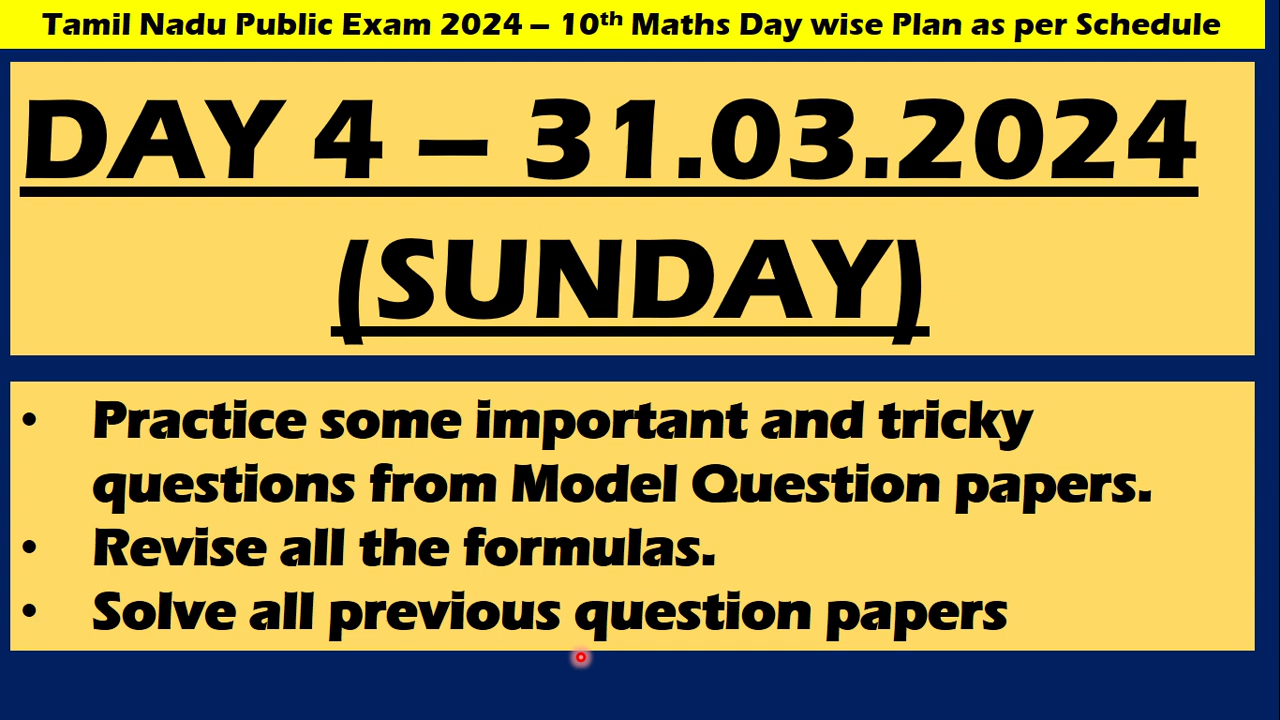 Tamil Nadu Public Exam 2024 – 10th Maths Day wise Plan as per Schedule
DAY 4 – 31.03.2024
(SUNDAY)
• Practice some important and tricky
questions from Model Question papers.
• Revise all the formulas.
• Solve all previous question papers